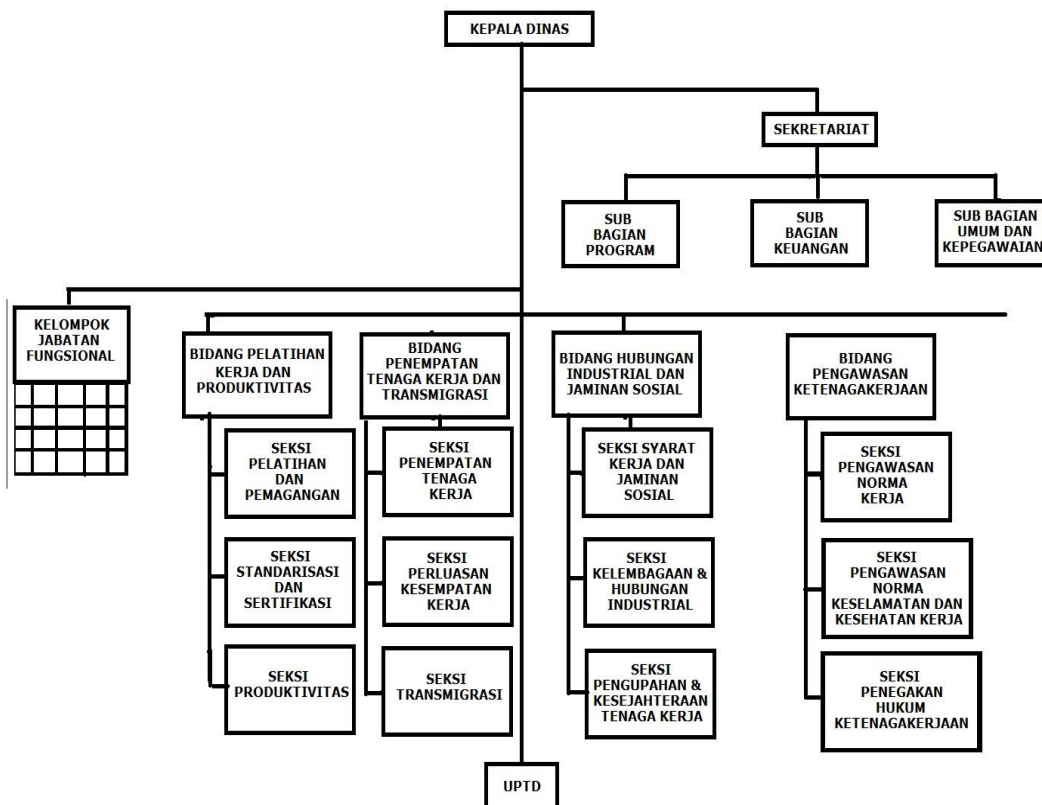 KEPALA DINAS
SEKRETARIAT
SUB
BAGIAN
PROGRAM
SUB
BAGIAN
KEUANGAN
SUB BAGIAN
UMUM DAN
KEPEGAWAIAN
KELOMPOK
JABATAN
FUNGSIONAL
BIDANG PELATIHAN
KERJA DAN
PRODUKTIVITAS
BIDANG
PENEMPATAN
TENAGA KERJA DAN
TRANSMIGRASI
BIDANG HUBUNGAN
INDUSTRIAL DAN
JAMINAN SOSIAL
BIDANG
PENGAWASAN
KETENAGAKERJAAN
SEKSI
PELATIHAN
DAN
PEMAGANGAN
SEKSI
STANDARISASI
DAN
SERTIFIKASI
SEKSI
PRODUKTIVITAS
SEKSI
PENEMPATAN
TENAGA
KERJA
SEKSI
PERLUASAN
KESEMPATAN
KERJA
SEKSI
TRANSMIGRASI
SEKSI SYARAT
KERJA DAN
JAMINAN
SOSIAL
SEKSI
KELEMBAGAAN &
HUBUNGAN
INDUSTRIAL
SEKSI
PENGUPAHAN &
KESEJAHTERAAN
TENAGA KERJA
SEKSI
PENGAWASAN
NORMA
KERJA
SEKSI
PENGAWASAN
NORMA
KESELAMATAN DAN
KESEHATAN KERJA
SEKSI
PENEGAKAN
HUKUM
KETENAGAKERJAAN
UPTD